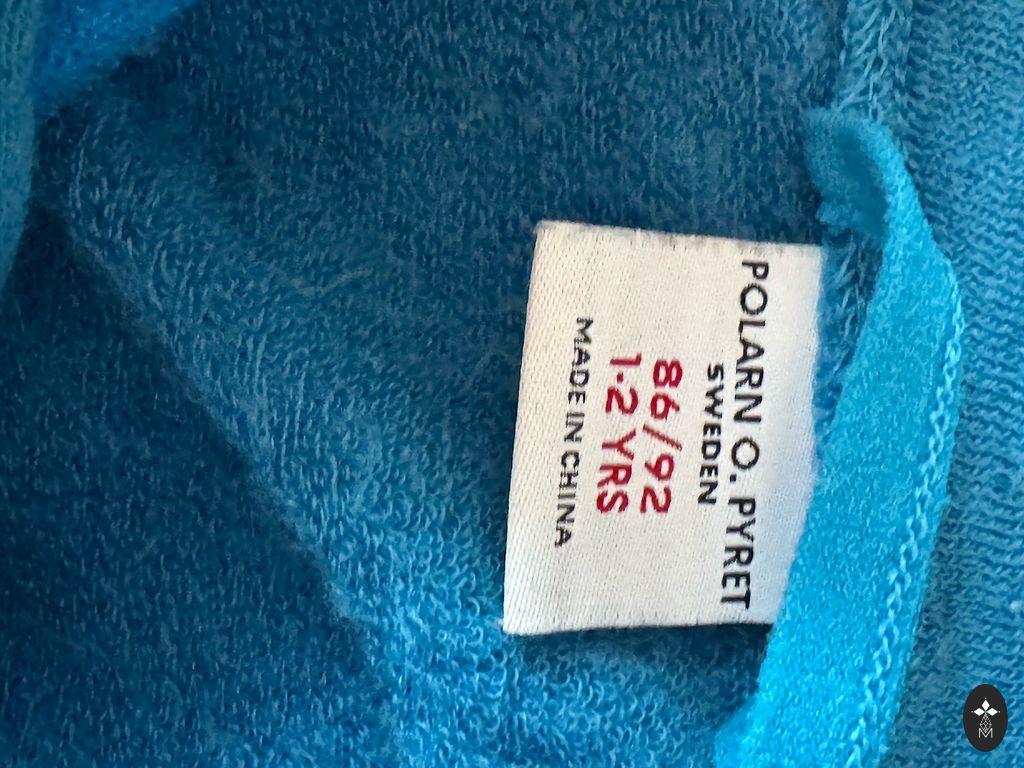 POLARN O. PYRET
SWEDEN
86/92
1-2 YRS
MADE IN CHINA
M